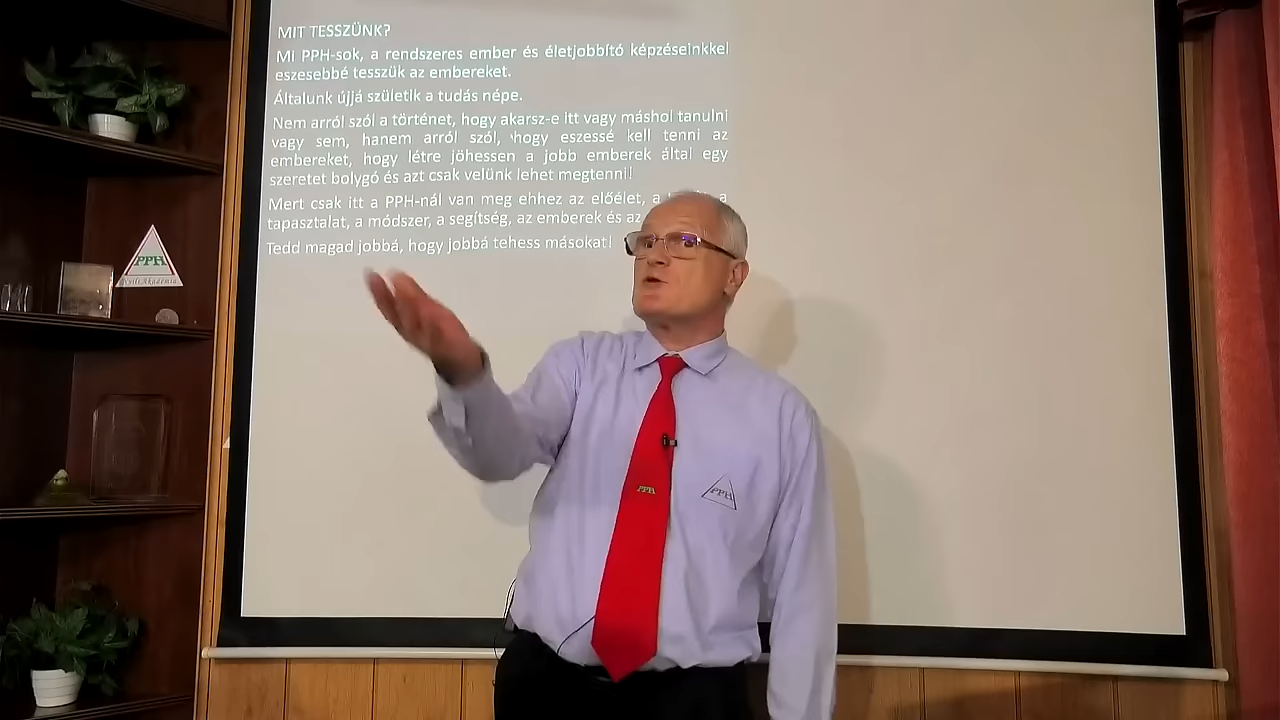 MIT TESSZÜNK?
Mi PPH-sok, a rendszeres ember és életjobbító képzéseinkkel
eszesebbé tesszük az embereket.
Általunk újjá születik a tudás népe.
Nem arról szól a történet, hogy akarsz-e itt vagy máshol tanulni
vagy sem, hanem arról szól, hogy eszessé kell tenni az
embereket, hogy létre jöhessen a jobb emberek által egy
szeretet bolygó és azt csak velünk lehet megtenni!
Mert csak itt a PPH-nál van meg ehhez az előélet, a
tapasztalat, a módszer, a segítség, az emberek és az
Tedd magad jobbá, hogy jobbá tehess másokat!
PPH
Nyílt Akadémia
PPH
PPH